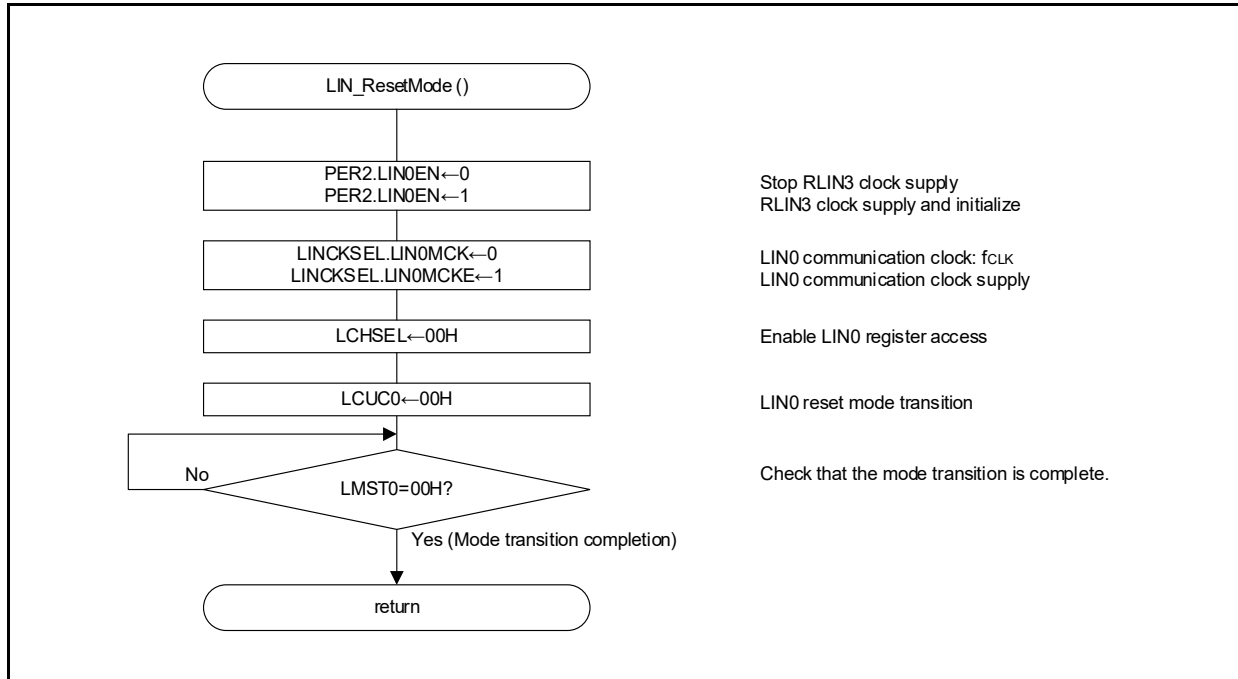 LIN_ResetMode ()
PER2.LIN0EN←0
PER2.LIN0EN←1
Stop RLIN3 clock supply
RLIN3 clock supply and initialize
LINCKSEL.LIN0MCK←0
LINCKSEL.LIN0MCKE←1
LIN0 communication clock: fCLK
LIN0 communication clock supply
LCHSEL←00H
Enable LIN0 register access
LCUC0←00H
LIN0 reset mode transition
No
LMST0=00H?
Check that the mode transition is complete.
Yes (Mode transition completion)
return